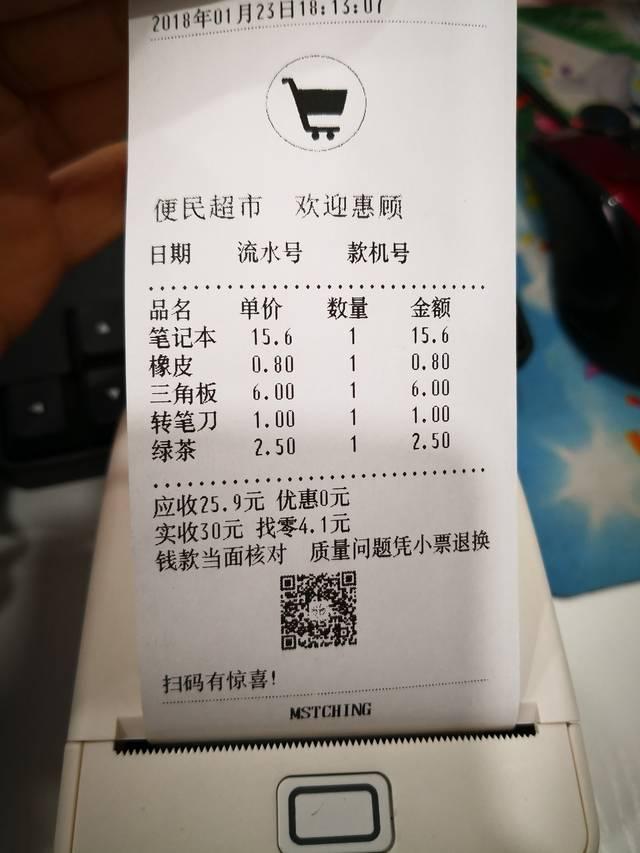 2018年01月23日18:13:07
便民超市 欢迎惠顾
日期 流水号 款机号
品名 单价 数量 金额
笔记本 15.6 1 15.6
橡皮 0.80 1 0.80
三角板 6.00 1 6.00
转笔刀 1.00 1 1.00
绿茶 2.50 1 2.50
应收25.9元 优惠0元
实收30元 找零4.1元
钱款当面核对 质量问题凭小票退换
扫码有惊喜!
MSTCHING